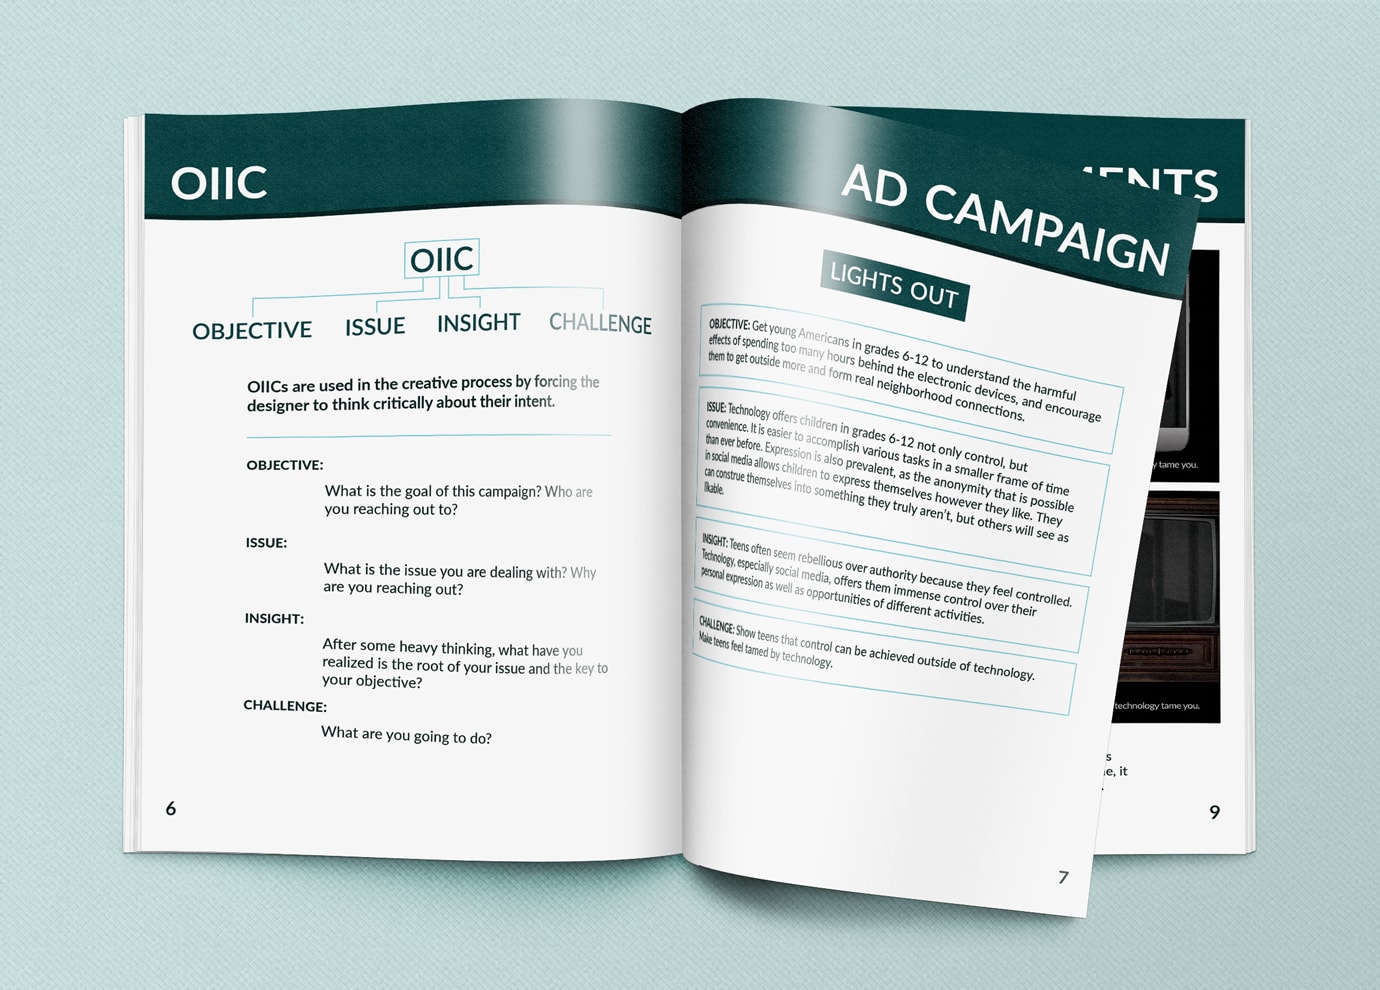 OIIC
OIIC
OBJECTIVE ISSUE INSIGHT CHALLENGE
OIICs are used in the creative process by forcing the
designer to think critically about their intent.
OBJECTIVE:
What is the goal of this campaign? Who are
you reaching out to?
ISSUE:
What is the issue you are dealing with? Why
are you reaching out?
INSIGHT:
After some heavy thinking, what have you
realized is the root of your issue and the key to
your objective?
CHALLENGE:
What are you going to do?
6
AD CAMPAIGN
LIGHTS OUT
OBJECTIVE: Get young Americans in grades 6-12 to understand the harmful
effects of spending too many hours behind the electronic devices, and encourage
them to get outside more and form real neighborhood connections.
ISSUE: Technology offers children in grades 6-12 not only control, but
convenience. It is easier to accomplish various tasks in a smaller frame of time
than ever before. Expression is also prevalent, as the anonymity that is possible
in social media allows children to express themselves however they like. They
can construe themselves into something they truly aren't, but others will see as
likable.
INSIGHT: Teens often seem rebellious over authority because they feel controlled.
Technology, especially social media, offers them immense control over their
personal expression as well as opportunities of different activities.
CHALLENGE: Show teens that control can be achieved outside of technology.
Make teens feel tamed by technology.
7
ENTS
y tame you.
technology tame you.
s
e, it
.
9